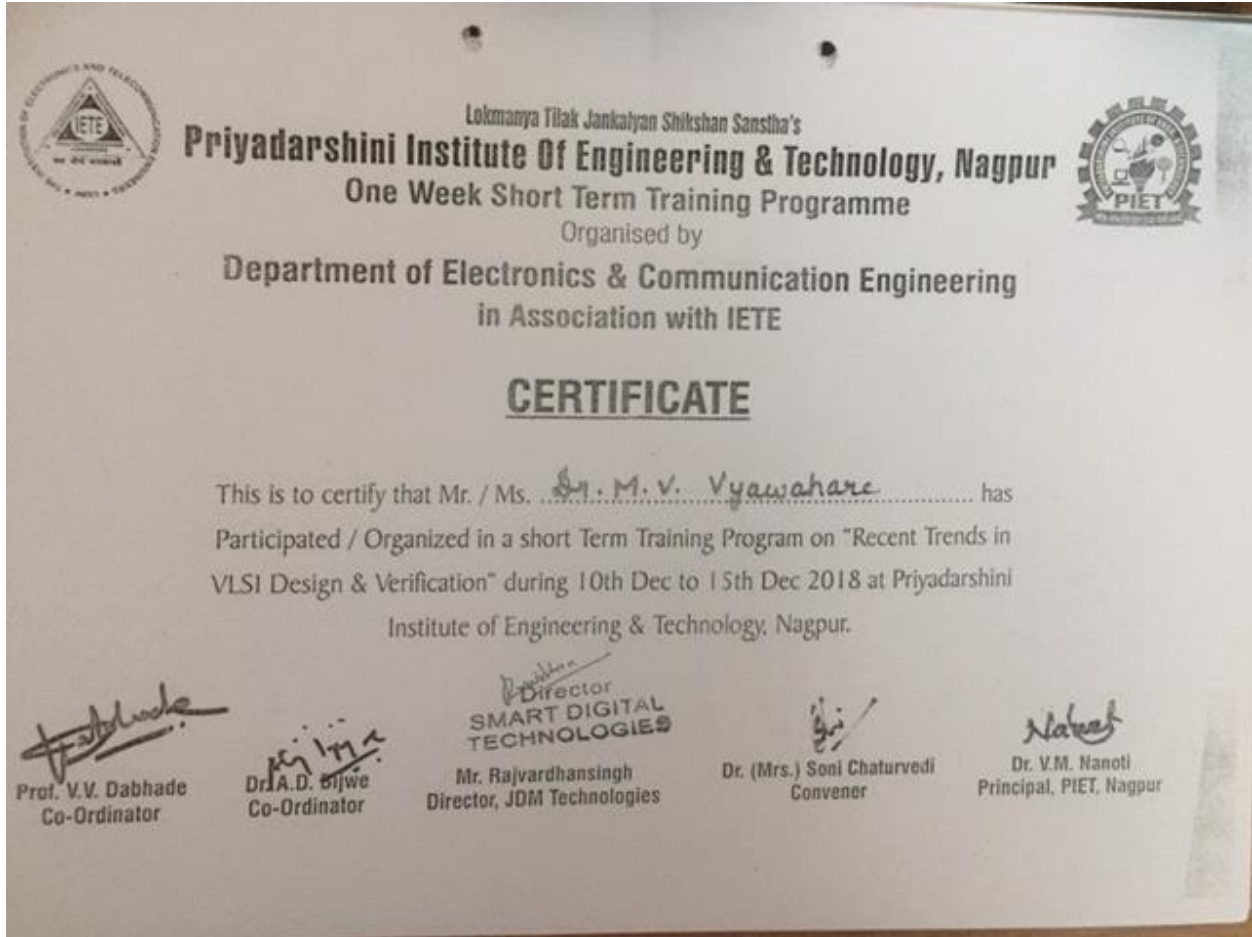 IETE
Lokmanya Tilak Jankalyan Shikshan Sanstha's
Priyadarshini Institute Of Engineering & Technology, Nagpur
PIET
One Week Short Term Training Programme
Organised by
Department of Electronics & Communication Engineering
in Association with IETE
CERTIFICATE
This is to certify that Mr. / Ms. Dr. M. V. Vyawahare has
Participated / Organized in a short Term Training Program on "Recent Trends in
VLSI Design & Verification" during 10th Dec to 15th Dec 2018 at Priyadarshini
Institute of Engineering & Technology, Nagpur.
Director
SMART DIGITAL
TECHNOLOGIES
Prof. V.V. Dabhade
Co-Ordinator
Dr. A.D. Bijwe
Co-Ordinator
Mr. Rajvardhansingh
Director, JDM Technologies
Dr. (Mrs.) Soni Chaturvedi
Convener
Dr. V.M. Nanoti
Principal, PIET, Nagpur